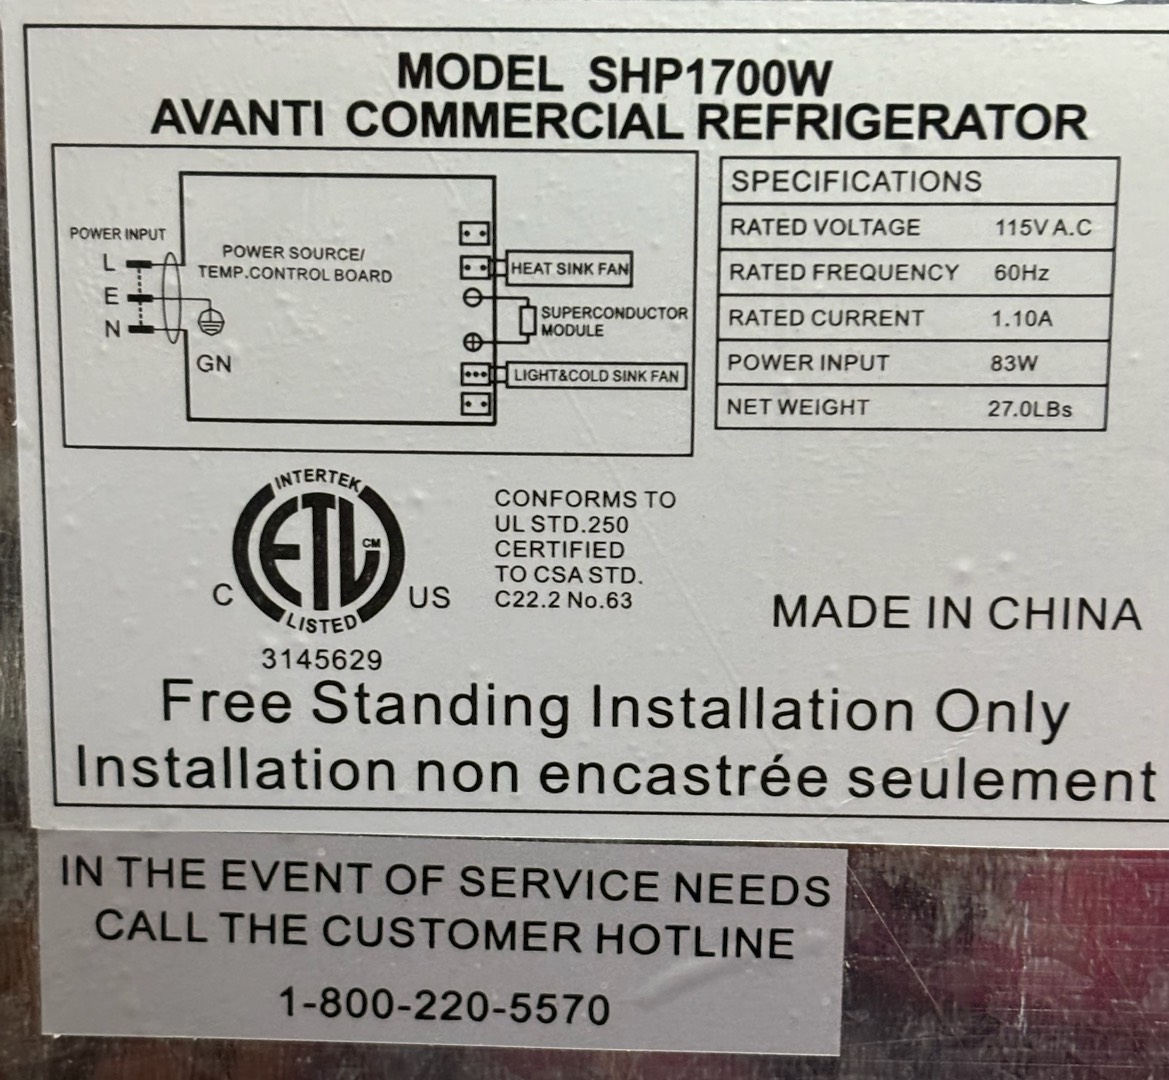 MODEL SHP1700W
AVANTI COMMERCIAL REFRIGERATOR
POWER INPUT
L
E
N
GN
POWER SOURCE/
TEMP.CONTROL BOARD
HEAT SINK FAN
SUPERCONDUCTOR
MODULE
LIGHT&COLD SINK FAN
SPECIFICATIONS
RATED VOLTAGE 115V A.C
RATED FREQUENCY 60Hz
RATED CURRENT 1.10A
POWER INPUT 83W
NET WEIGHT 27.0LBs
INTERTEK
ETL CM
C US
LISTED
3145629
CONFORMS TO
UL STD.250
CERTIFIED
TO CSA STD.
C22.2 No.63
MADE IN CHINA
Free Standing Installation Only
Installation non encastrée seulement
IN THE EVENT OF SERVICE NEEDS
CALL THE CUSTOMER HOTLINE
1-800-220-5570